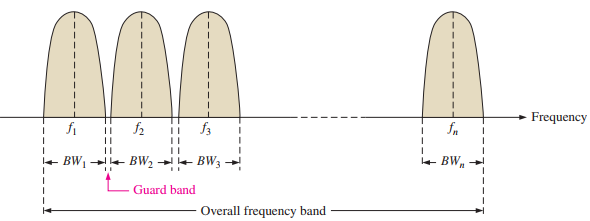 Frequency
f1 f2 f3 fn
BW1 BW2 BW3 BWn
Guard band
Overall frequency band